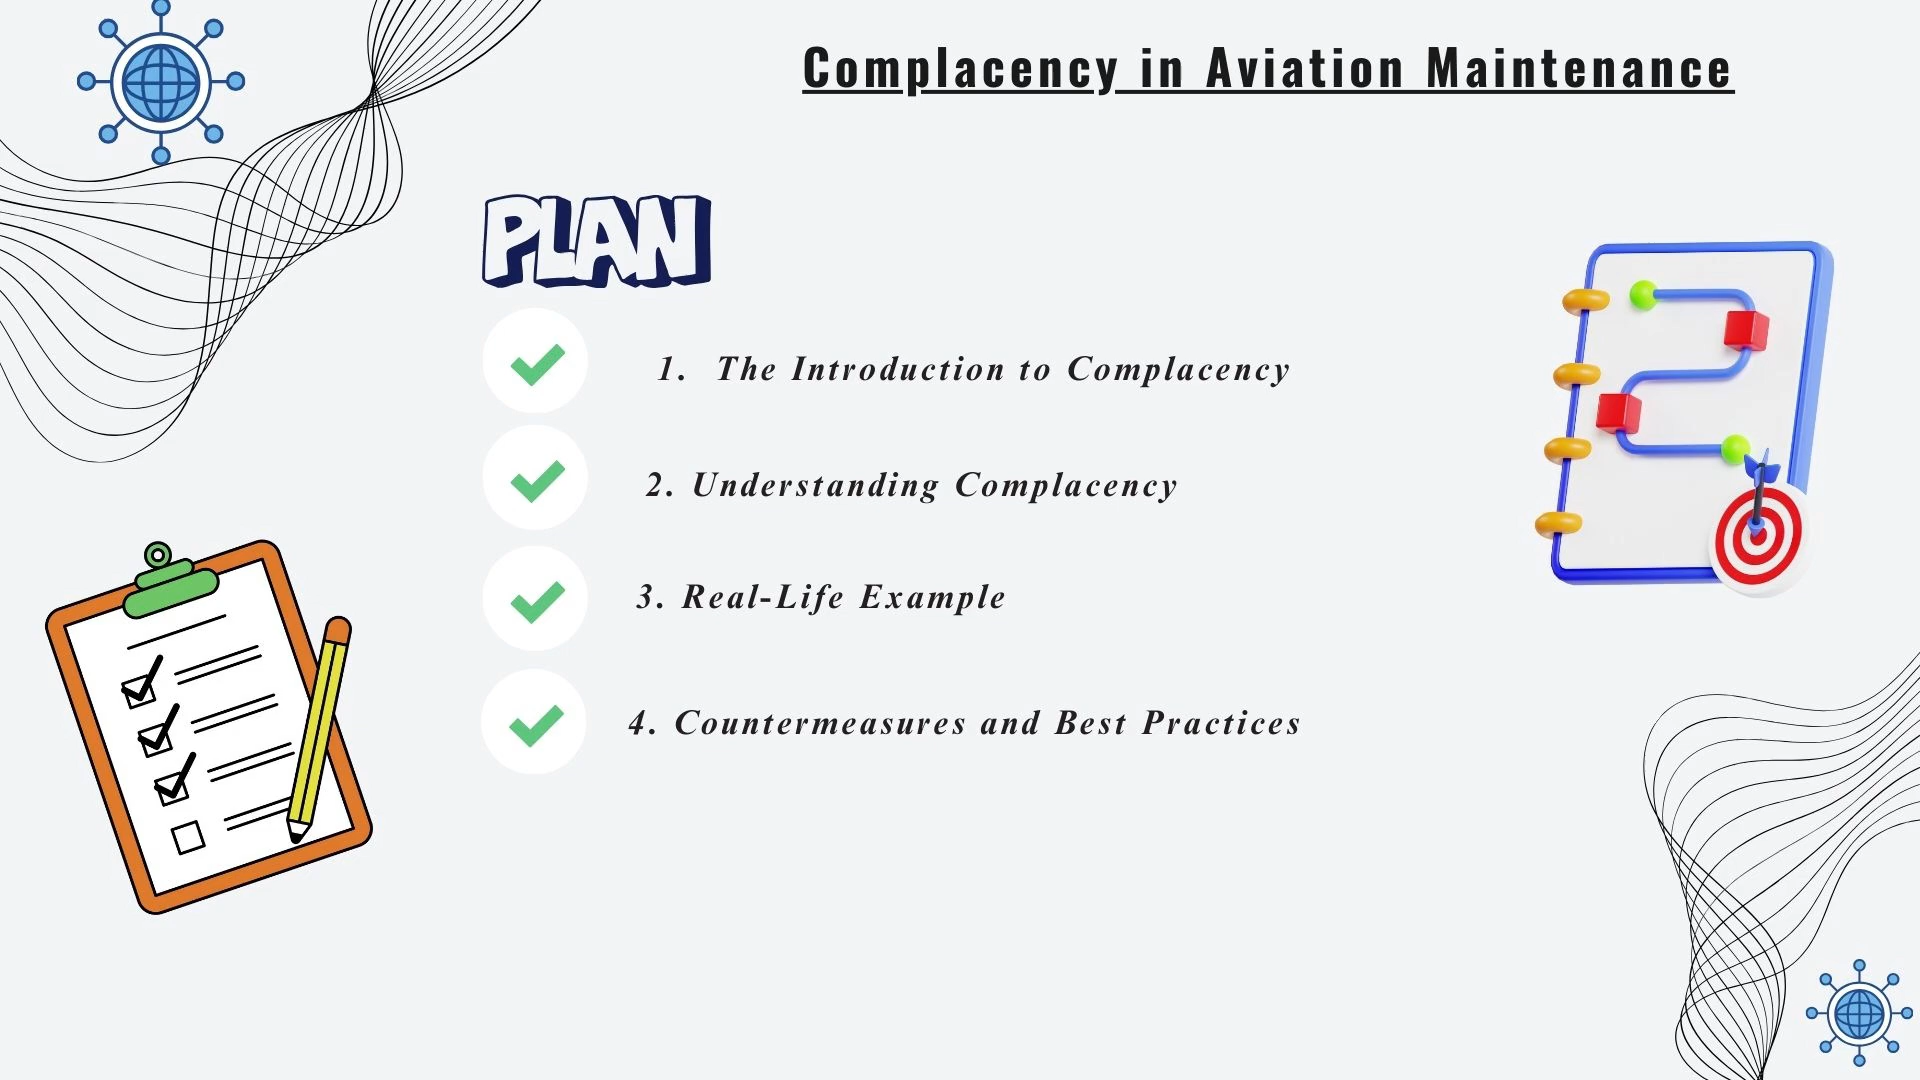 Complacency in Aviation Maintenance
PLAN
1. The Introduction to Complacency
2. Understanding Complacency
3. Real-Life Example
4. Countermeasures and Best Practices